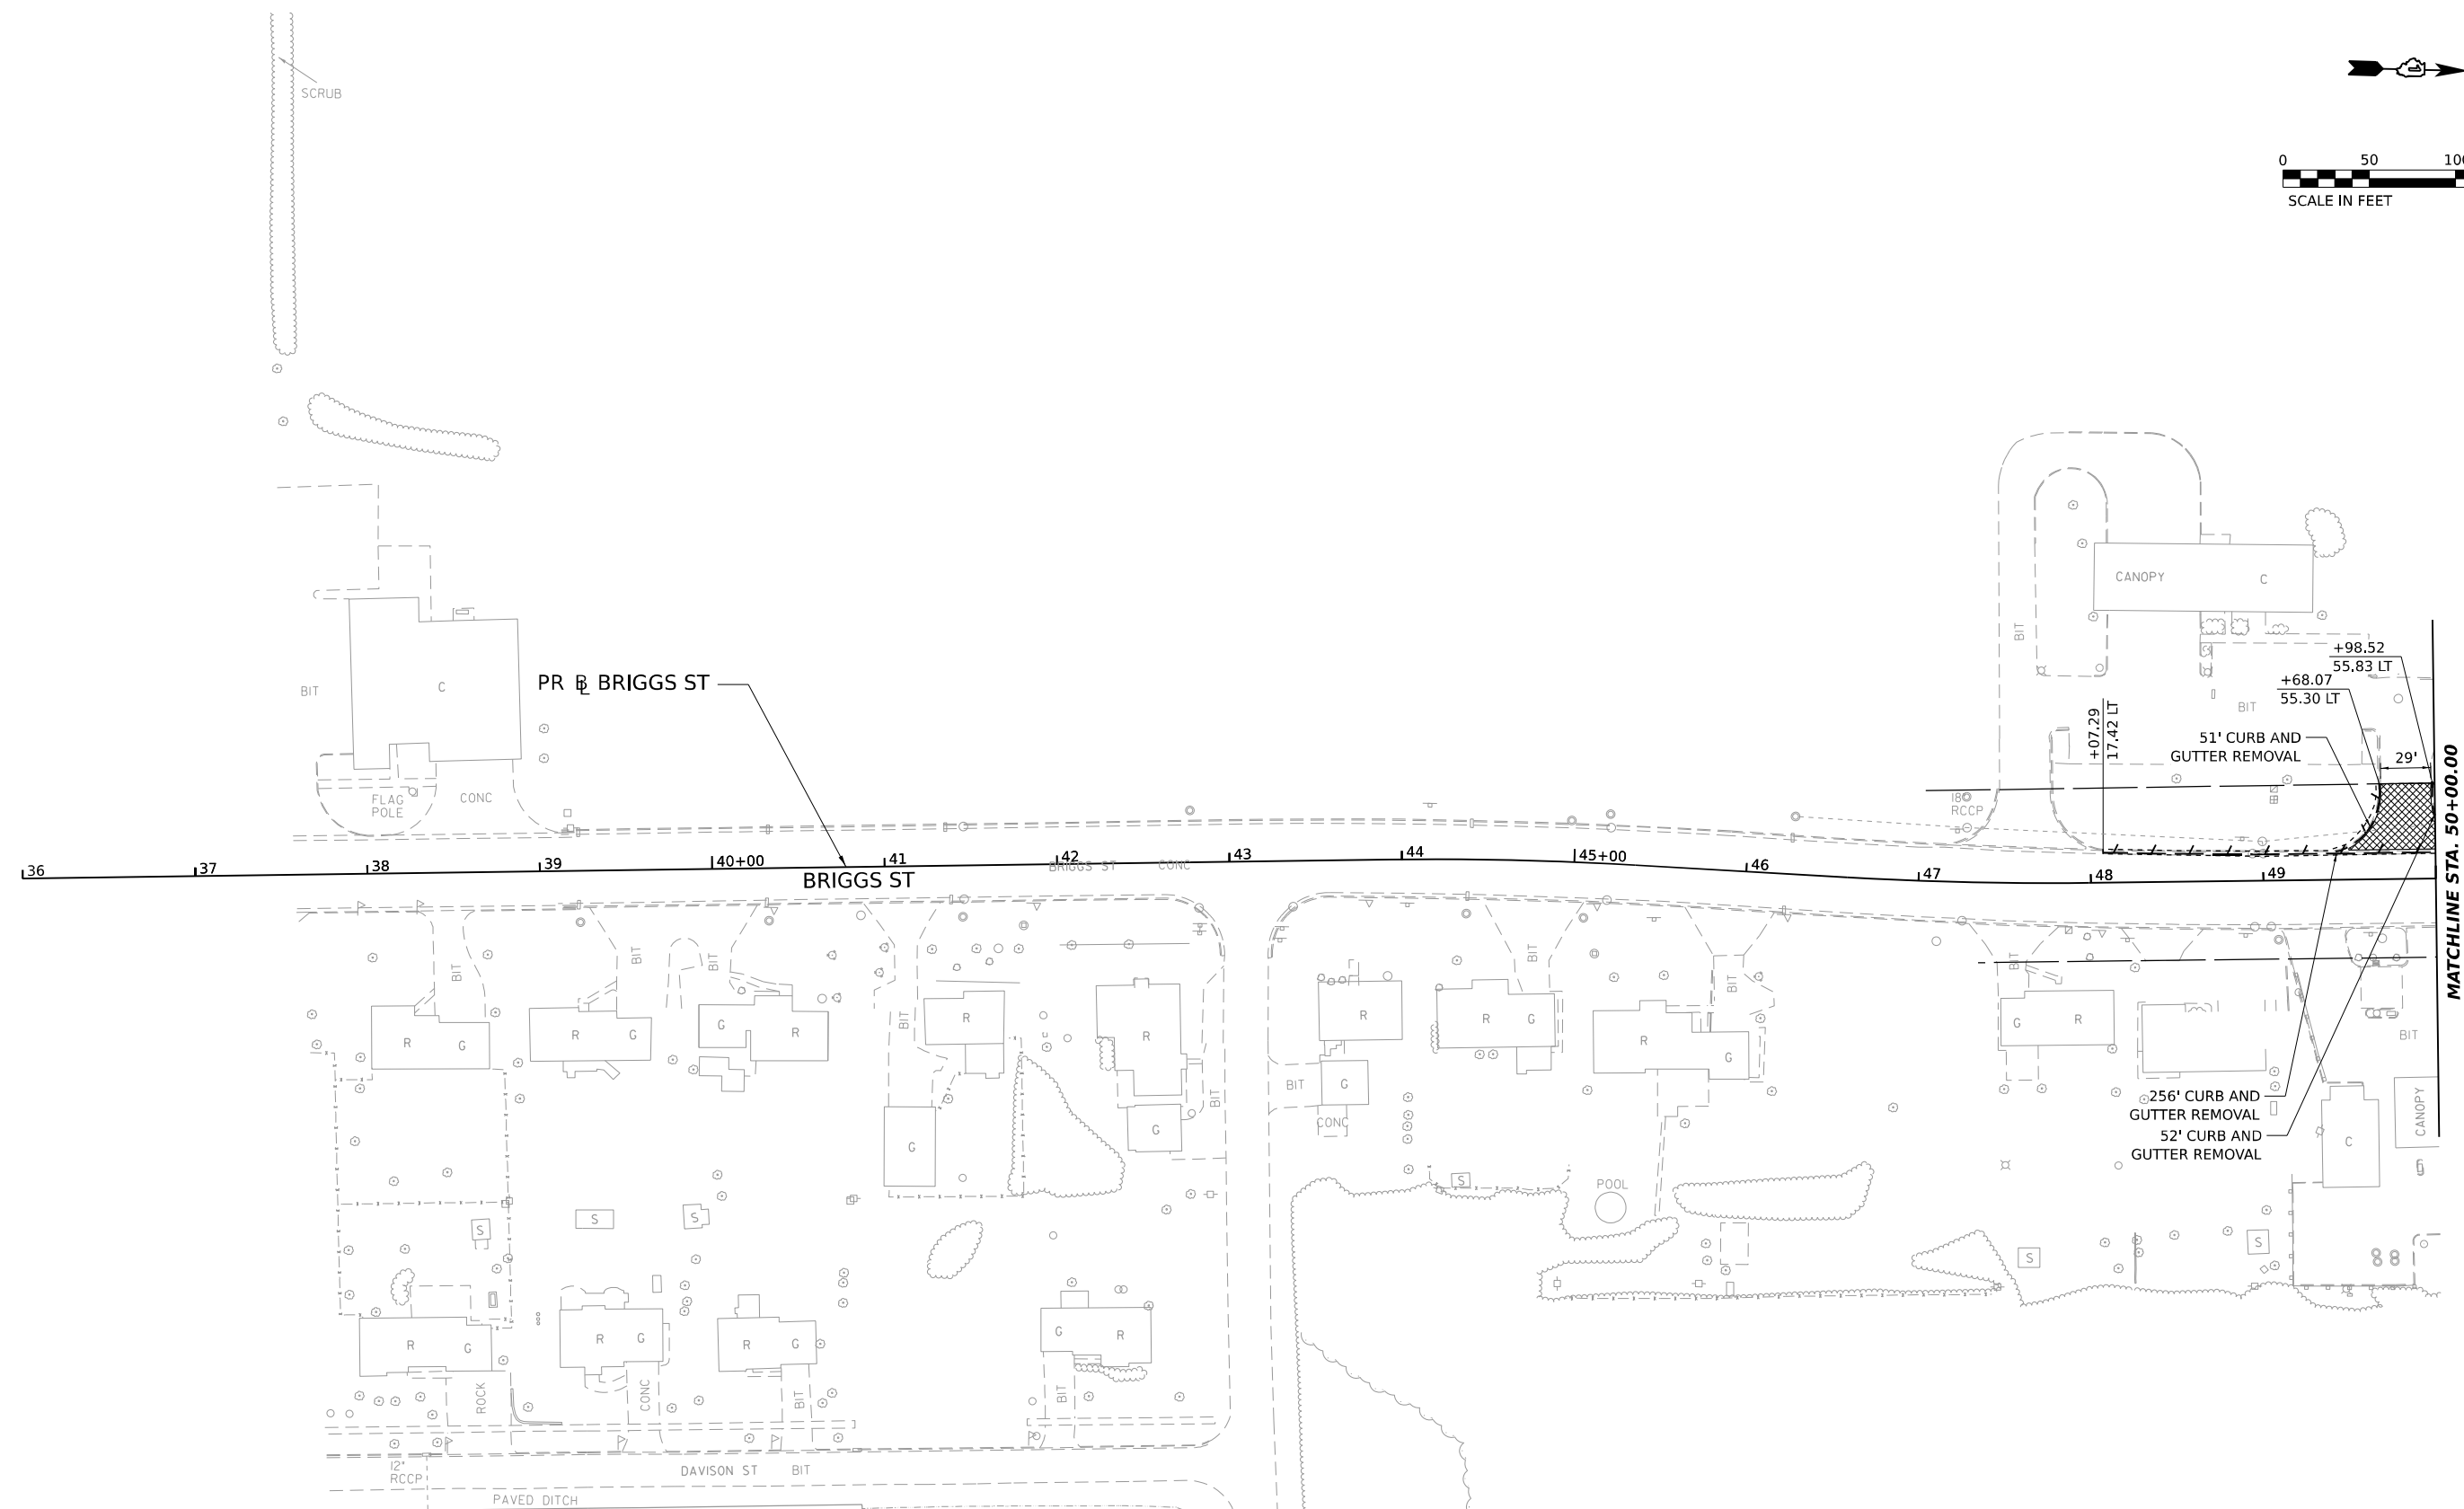 SCRUB
0 50
SCALE IN FEET
CANOPY C
BIT
+98.52
55.83 LT
+68.07
55.30 LT
BIT C
PR BL BRIGGS ST
BIT
+07.29
17.42 LT
51' CURB AND
GUTTER REMOVAL
29'
MATCHLINE STA. 50+00.00
FLAG
POLE
CONC
18"
RCCP
36 37 38 39 40+00 41 42 43 44 45+00 46 47 48 49
BRIGGS ST CONC
BRIGGS ST
BIT BIT BIT BIT BIT BIT BIT
R G R G G R R R R R G R G G R
BIT
BIT G BIT
CONC
G G
256' CURB AND
GUTTER REMOVAL
52' CURB AND
GUTTER REMOVAL
C CANOPY
POOL
S S S S S S
R G R G R G G R
ROCK CONC BIT BIT
12"
RCCP
DAVISON ST BIT
PAVED DITCH